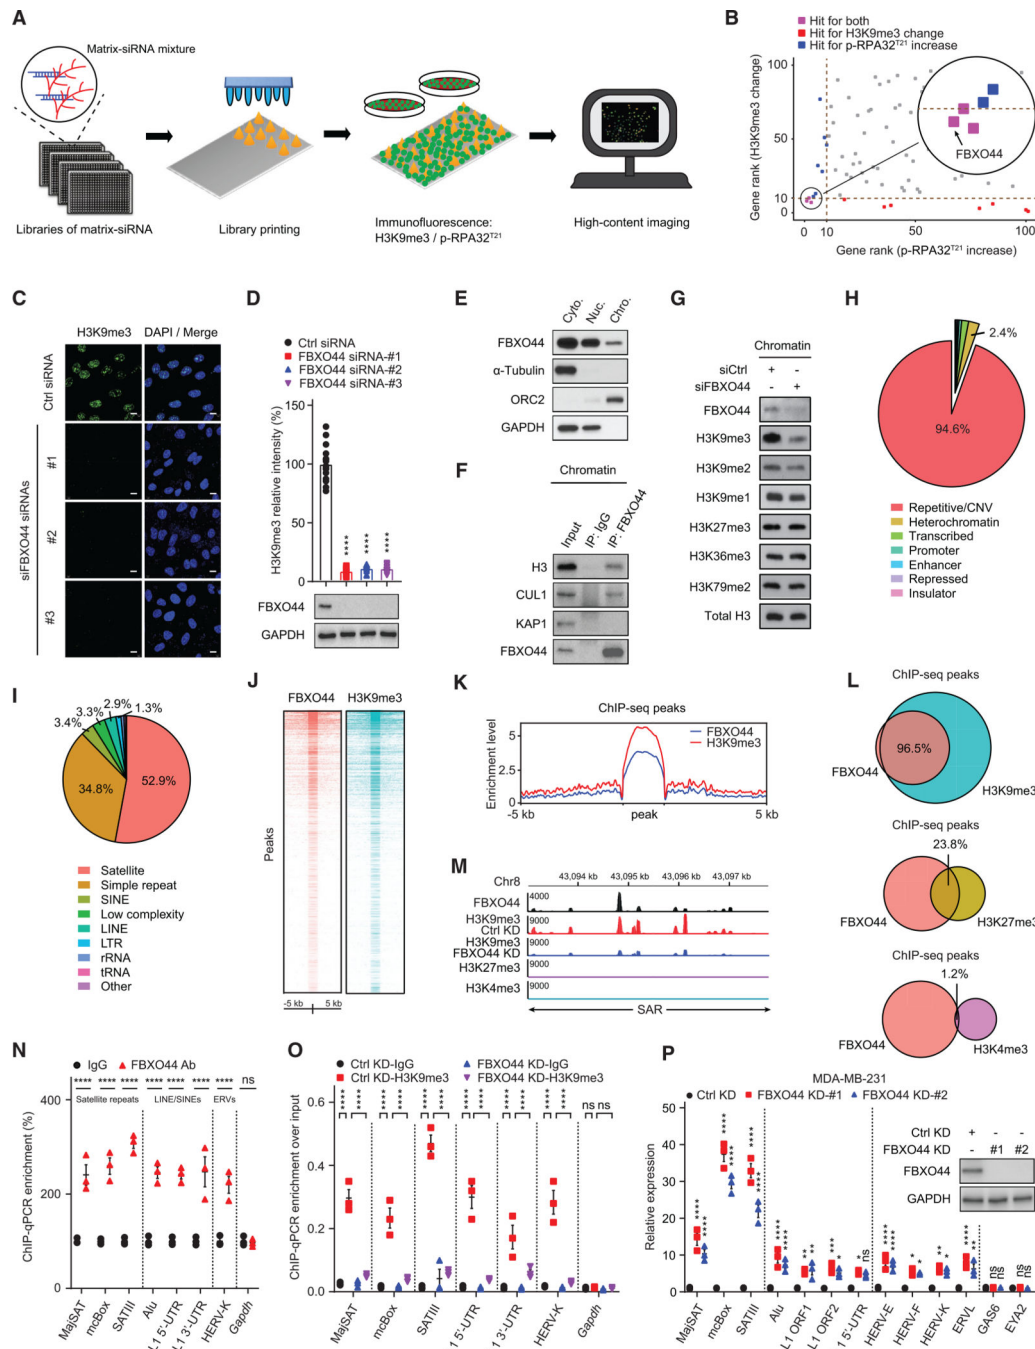 A
Matrix-siRNA mixture
Libraries of matrix-siRNA
Library printing
Immunofluorescence:
H3K9me3 / p-RPA32T21
High-content imaging
B
Hit for both
Hit for H3K9me3 change
Hit for p-RPA32T21 increase
Gene rank (H3K9me3 change)
100
50
10
0
FBXO44
0 10 50 100
Gene rank (p-RPA32T21 increase)
C
H3K9me3 DAPI / Merge
Ctrl siRNA
siFBXO44 siRNAs
#1
#2
#3
D
Ctrl siRNA
FBXO44 siRNA-#1
FBXO44 siRNA-#2
FBXO44 siRNA-#3
H3K9me3 relative intensity (%)
150
100
50
0
**** **** ****
FBXO44
GAPDH
E
Cyto. Nuc. Chro.
FBXO44
α-Tubulin
ORC2
GAPDH
F
Chromatin
Input IP: IgG IP: FBXO44
H3
CUL1
KAP1
FBXO44
G
Chromatin
siCtrl + -
siFBXO44 - +
FBXO44
H3K9me3
H3K9me2
H3K9me1
H3K27me3
H3K36me3
H3K79me2
Total H3
H
2.4%
94.6%
Repetitive/CNV
Heterochromatin
Transcribed
Promoter
Enhancer
Repressed
Insulator
I
3.4% 3.3% 2.9% 1.3%
34.8% 52.9%
Satellite
Simple repeat
SINE
Low complexity
LINE
LTR
rRNA
tRNA
Other
J
FBXO44 H3K9me3
Peaks
-5 kb 5 kb
K
ChIP-seq peaks
FBXO44
H3K9me3
Enrichment level
5
2.5
0
-5 kb peak 5 kb
L
ChIP-seq peaks
96.5%
FBXO44
H3K9me3
ChIP-seq peaks
23.8%
FBXO44
H3K27me3
ChIP-seq peaks
1.2%
FBXO44
H3K4me3
M
Chr8
43,094 kb 43,095 kb 43,096 kb 43,097 kb
FBXO44 4000
H3K9me3 9000
Ctrl KD
H3K9me3 9000
FBXO44 KD
H3K27me3 9000
H3K4me3 9000
SAR
N
IgG FBXO44 Ab
**** **** **** **** **** **** **** ns
Satellite repeats LINE/SINEs ERVs
ChIP-qPCR enrichment (%)
400
300
200
100
0
MajSAT mcBox SATIII Alu L1 5'-UTR L1 3'-UTR HERV-K Gapdh
O
Ctrl KD-IgG FBXO44 KD-IgG
Ctrl KD-H3K9me3 FBXO44 KD-H3K9me3
**** **** **** **** **** **** **** **** **** **** **** **** ns ns
ChIP-qPCR enrichment over input
0.6
0.4
0.2
0.0
MajSAT mcBox SATIII 1 5'-UTR 1 3'-UTR HERV-K Gapdh
P
MDA-MB-231
Ctrl KD FBXO44 KD-#1 FBXO44 KD-#2
Ctrl KD + - -
FBXO44 KD - #1 #2
FBXO44
GAPDH
Relative expression
50
40
30
20
10
0
MajSAT mcBox SATIII Alu L1 ORF1 L1 ORF2 1 5'-UTR HERV-E HERV-F HERV-K ERVL GAS6 EYA2